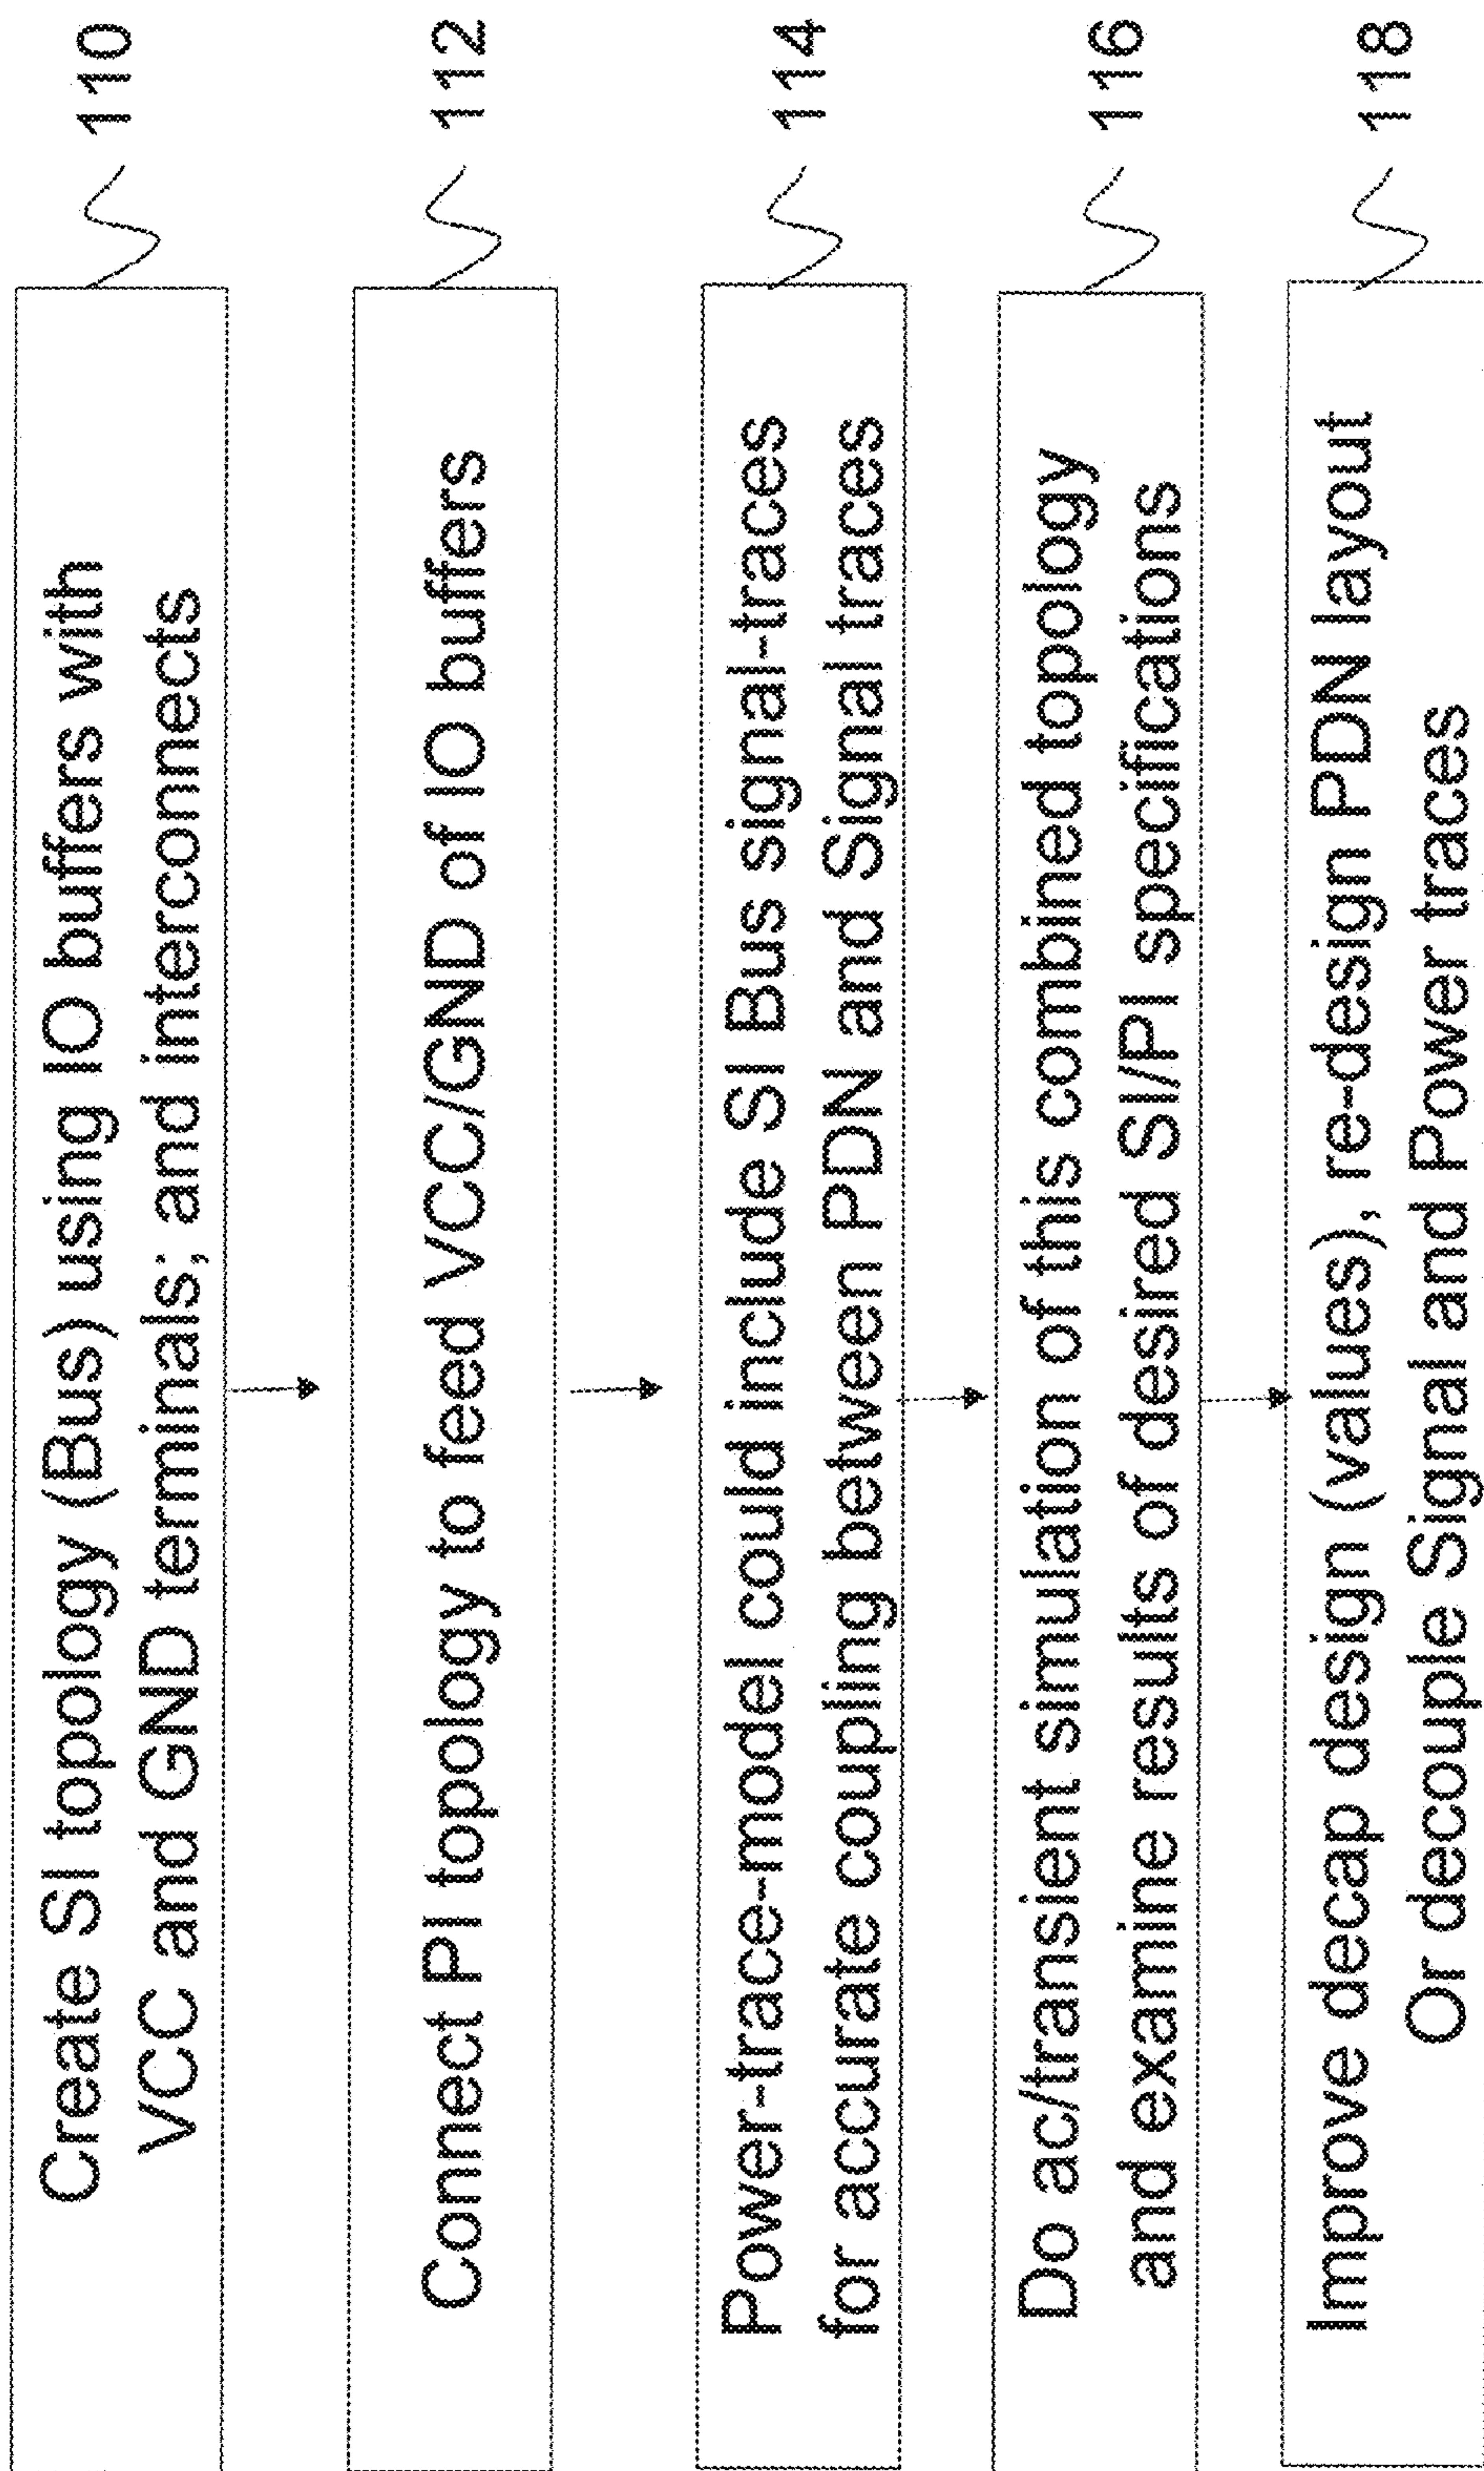 Create SI topology (Bus) using IO buffers with
VCC and GND terminals; and interconnects
110
Connect PI topology to feed VCC/GND of IO buffers
112
Power-trace-model could include SI Bus signal-traces
for accurate coupling between PDN and Signal traces
114
Do ac/transient simulation of this combined topology
and examine results of desired SI/PI specifications
116
Improve decap design (values), re-design PDN layout
Or decouple Signal and Power traces
118